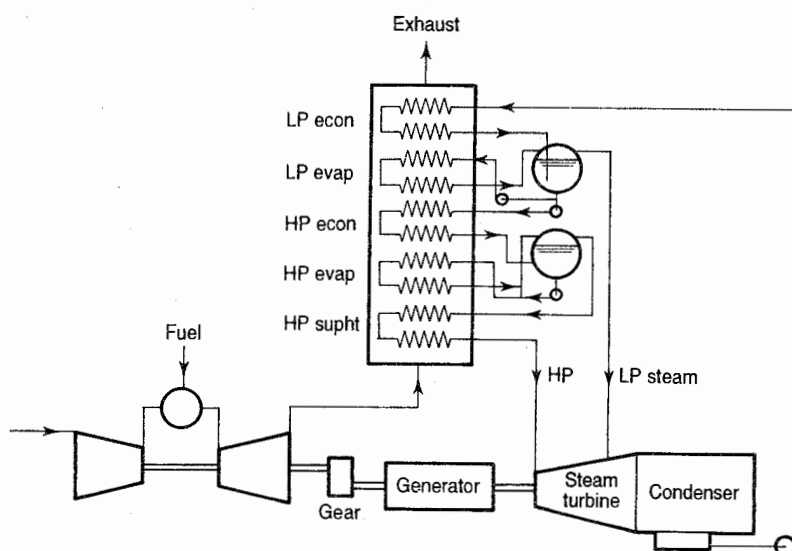 Exhaust
LP econ
LP evap
HP econ
HP evap
HP supht
Fuel
HP
LP steam
Gear
Generator
Steam
turbine
Condenser